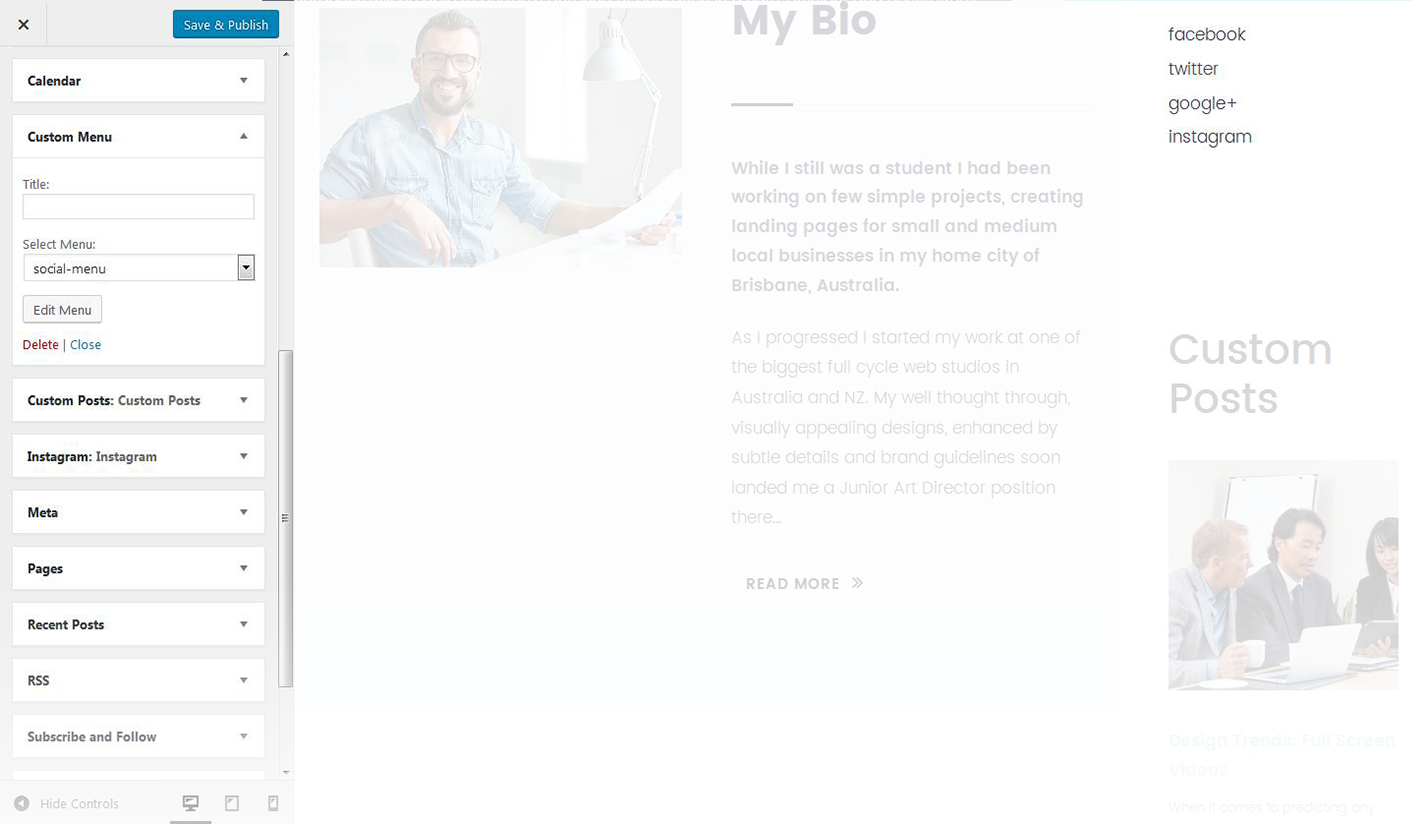 Save & Publish
Calendar
Custom Menu
Title:
Select Menu:
social-menu
Edit Menu
Delete | Close
Custom Posts: Custom Posts
Instagram: Instagram
Meta
Pages
Recent Posts
RSS
Subscribe and Follow
Hide Controls
My Bio
While I still was a student I had been
working on few simple projects, creating
landing pages for small and medium
local businesses in my home city of
Brisbane, Australia.
As I progressed I started my work at one of
the biggest full cycle web studios in
Australia and NZ. My well thought through,
visually appealing designs, enhanced by
subtle details and brand guidelines soon
landed me a Junior Art Director position
there...
READ MORE
facebook
twitter
google+
instagram
Custom
Posts
Design Trends: Full Screen
Videos
When it comes to predicting any